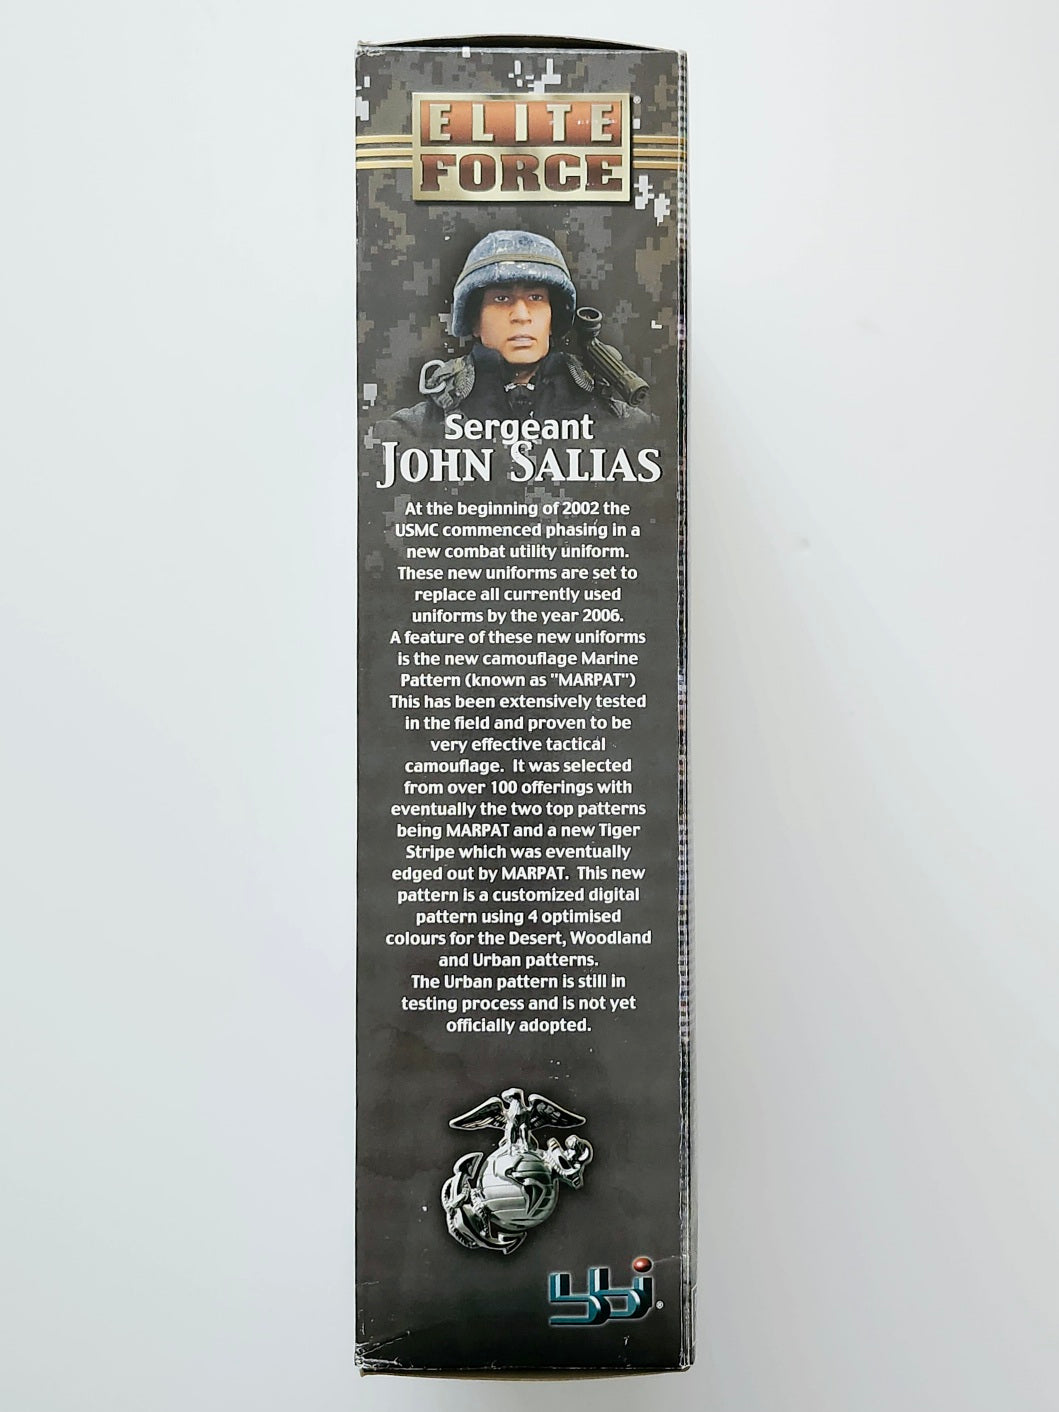 ELITE
FORCE
Sergeant
JOHN SALIAS
At the beginning of 2002 the
USMC commenced phasing in a
new combat utility uniform.
These new uniforms are set to
replace all currently used
uniforms by the year 2006.
A feature of these new uniforms
is the new camouflage Marine
Pattern (known as "MARPAT")
This has been extensively tested
in the field and proven to be
very effective tactical
camouflage. It was selected
from over 100 offerings with
eventually the two top patterns
being MARPAT and a new Tiger
Stripe which was eventually
edged out by MARPAT. This new
pattern is a customized digital
pattern using 4 optimised
colours for the Desert, Woodland
and Urban patterns.
The Urban pattern is still in
testing process and is not yet
officially adopted.
bbi®